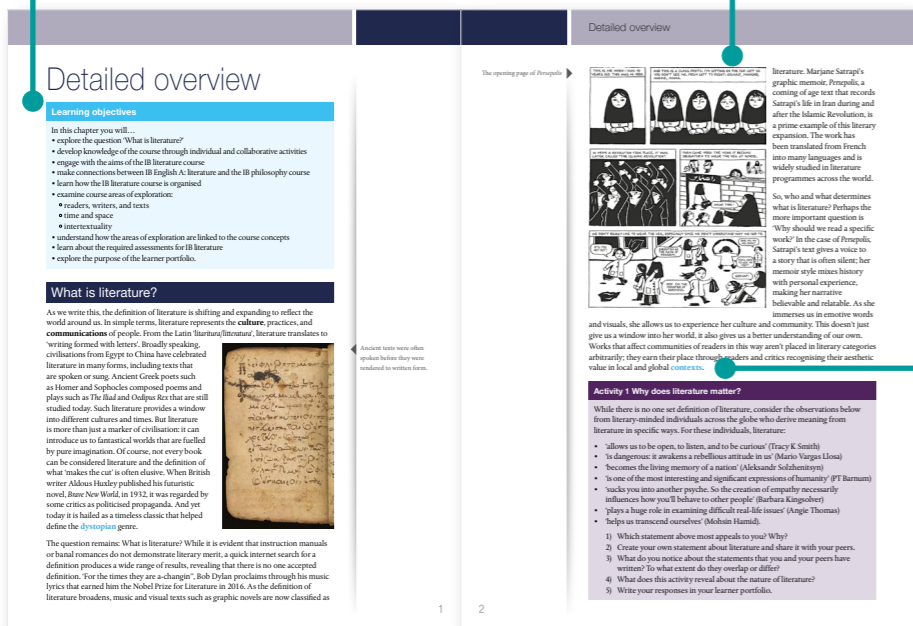 Detailed overview
Learning objectives
In this chapter you will…
• explore the question 'What is literature?'
• develop knowledge of the course through individual and collaborative activities
• engage with the aims of the IB literature course
• make connections between IB English A: literature and the IB philosophy course
• learn how the IB literature course is organised
• examine course areas of exploration:
readers, writers, and texts
time and space
intertextuality
• understand how the areas of exploration are linked to the course concepts
• learn about the required assessments for IB literature
• explore the purpose of the learner portfolio.
What is literature?
As we write this, the definition of literature is shifting and expanding to reflect the
world around us. In simple terms, literature represents the culture, practices, and
communications of people. From the Latin 'litaritura/litteratura', literature translates to
'writing formed with letters'. Broadly speaking,
civilisations from Egypt to China have celebrated
literature in many forms, including texts that
are spoken or sung. Ancient Greek poets such
as Homer and Sophocles composed poems and
plays such as The Iliad and Oedipus Rex that are still
studied today. Such literature provides a window
into different cultures and times. But literature
is more than just a marker of civilisation: it can
introduce us to fantastical worlds that are fuelled
by pure imagination. Of course, not every book
can be considered literature and the definition of
what 'makes the cut' is often elusive. When British
writer Aldous Huxley published his futuristic
novel, Brave New World, in 1932, it was regarded by
some critics as politicised propaganda. And yet
today it is hailed as a timeless classic that helped
define the dystopian genre.
Ancient texts were often
spoken before they were
rendered to written form.
The question remains: What is literature? While it is evident that instruction manuals
or banal romances do not demonstrate literary merit, a quick internet search for a
definition produces a wide range of results, revealing that there is no one accepted
definition. 'For the times they are a-changin'', Bob Dylan proclaims through his music
lyrics that earned him the Nobel Prize for Literature in 2016. As the definition of
literature broadens, music and visual texts such as graphic novels are now classified as
1
2
Detailed overview
The opening page of Persepolis
literature. Marjane Satrapi's
graphic memoir, Persepolis, a
coming of age text that records
Satrapi's life in Iran during and
after the Islamic Revolution, is
a prime example of this literary
expansion. The work has
been translated from French
into many languages and is
widely studied in literature
programmes across the world.
So, who and what determines
what is literature? Perhaps the
more important question is
'Why should we read a specific
work?' In the case of Persepolis,
Satrapi's text gives a voice to
a story that is often silent; her
memoir style mixes history
with personal experience,
making her narrative
believable and relatable. As she
immerses us in emotive words
and visuals, she allows us to experience her culture and community. This doesn't just
give us a window into her world, it also gives us a better understanding of our own.
Works that affect communities of readers in this way aren't placed in literary categories
arbitrarily; they earn their place through readers and critics recognising their aesthetic
value in local and global contexts.
Activity 1 Why does literature matter?
While there is no one set definition of literature, consider the observations below
from literary-minded individuals across the globe who derive meaning from
literature in specific ways. For these individuals, literature:
• 'allows us to be open, to listen, and to be curious' (Tracy K Smith)
• 'is dangerous: it awakens a rebellious attitude in us' (Mario Vargas Llosa)
• 'becomes the living memory of a nation' (Aleksandr Solzhenitsyn)
• 'is one of the most interesting and significant expressions of humanity' (PT Barnum)
• 'sucks you into another psyche. So the creation of empathy necessarily
influences how you'll behave to other people' (Barbara Kingsolver)
• 'plays a huge role in examining difficult real-life issues' (Angie Thomas)
• 'helps us transcend ourselves' (Mohsin Hamid).
1) Which statement above most appeals to you? Why?
2) Create your own statement about literature and share it with your peers.
3) What do you notice about the statements that you and your peers have
written? To what extent do they overlap or differ?
4) What does this activity reveal about the nature of literature?
5) Write your responses in your learner portfolio.